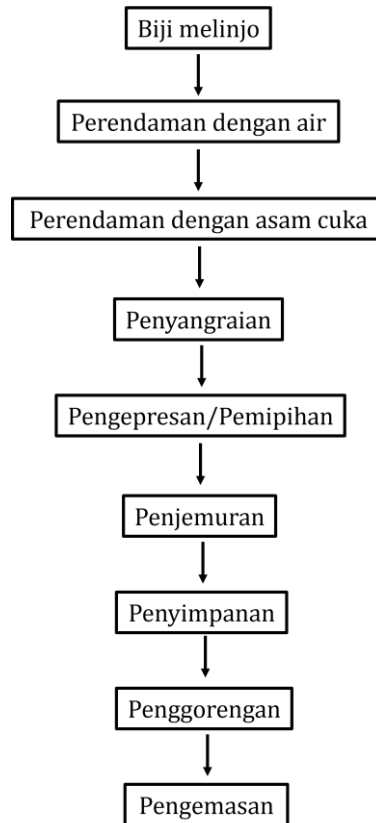 Biji melinjo
Perendaman dengan air
Perendaman dengan asam cuka
Penyangraian
Pengepresan/Pemipihan
Penjemuran
Penyimpanan
Penggorengan
Pengemasan